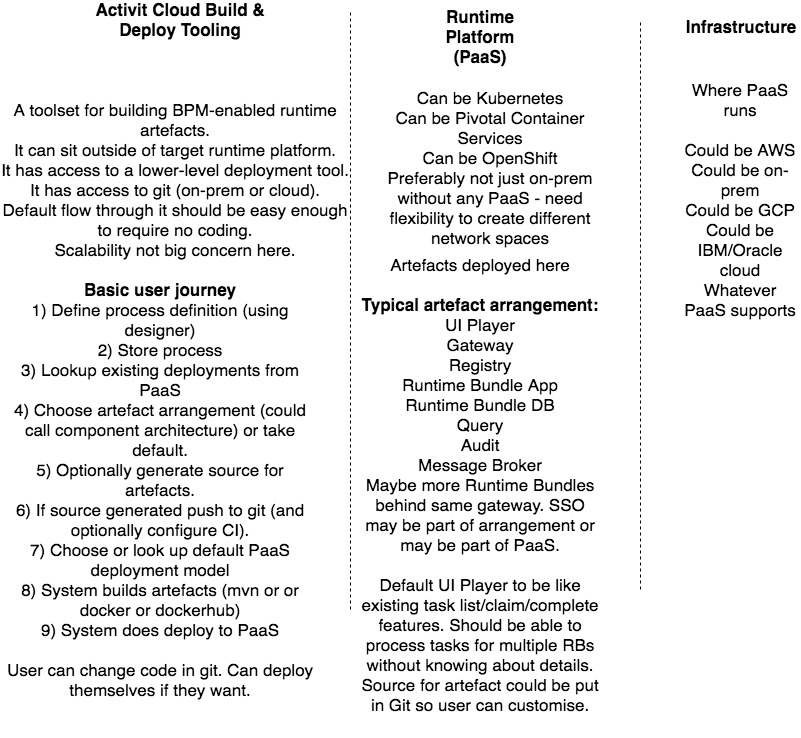 Activit Cloud Build &
Deploy Tooling
A toolset for building BPM-enabled runtime
artefacts.
It can sit outside of target runtime platform.
It has access to a lower-level deployment tool.
It has access to git (on-prem or cloud).
Default flow through it should be easy enough
to require no coding.
Scalability not big concern here.
Basic user journey
1) Define process definition (using
designer)
2) Store process
3) Lookup existing deployments from
PaaS
4) Choose artefact arrangement (could
call component architecture) or take
default.
5) Optionally generate source for
artefacts.
6) If source generated push to git (and
optionally configure CI).
7) Choose or look up default PaaS
deployment model
8) System builds artefacts (mvn or or
docker or dockerhub)
9) System does deploy to PaaS
User can change code in git. Can deploy
themselves if they want.
Runtime
Platform
(PaaS)
Can be Kubernetes
Can be Pivotal Container
Services
Can be OpenShift
Preferably not just on-prem
without any PaaS - need
flexibility to create different
network spaces
Artefacts deployed here
Typical artefact arrangement:
UI Player
Gateway
Registry
Runtime Bundle App
Runtime Bundle DB
Query
Audit
Message Broker
Maybe more Runtime Bundles
behind same gateway. SSO
may be part of arrangement or
may be part of PaaS.
Default UI Player to be like
existing task list/claim/complete
features. Should be able to
process tasks for multiple RBs
without knowing about details.
Source for artefact could be put
in Git so user can customise.
Infrastructure
Where PaaS
runs
Could be AWS
Could be on-
prem
Could be GCP
Could be
IBM/Oracle
cloud
Whatever
PaaS supports